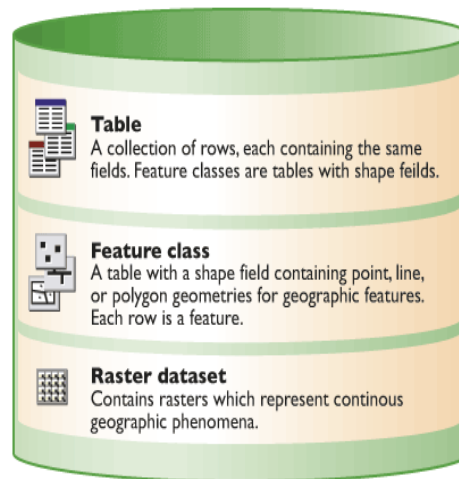 Table
A collection of rows, each containing the same
fields. Feature classes are tables with shape feilds.
Feature class
A table with a shape field containing point, line,
or polygon geometries for geographic features.
Each row is a feature.
Raster dataset
Contains rasters which represent continous
geographic phenomena.